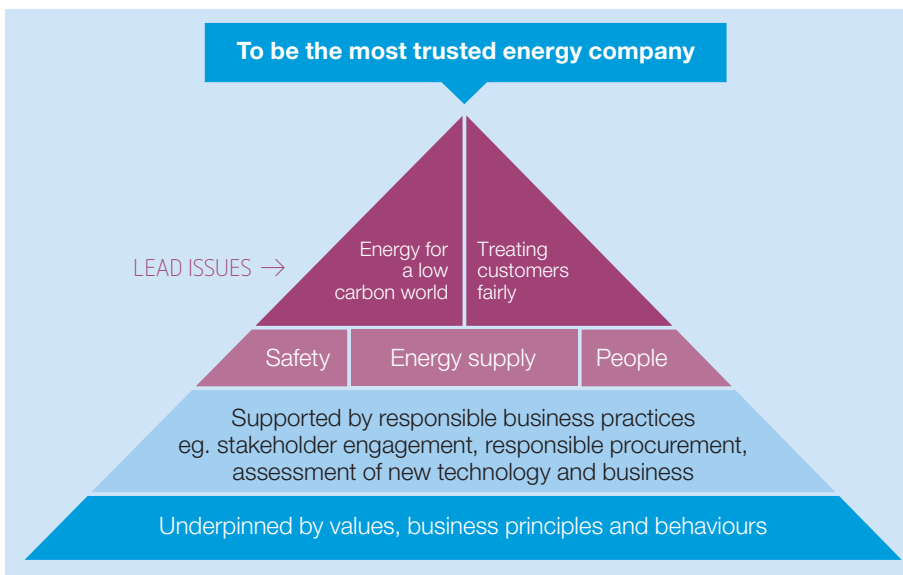 To be the most trusted energy company
LEAD ISSUES →
Energy for
a low
carbon world
Treating
customers
fairly
Safety
Energy supply
People
Supported by responsible business practices
eg. stakeholder engagement, responsible procurement,
assessment of new technology and business
Underpinned by values, business principles and behaviours